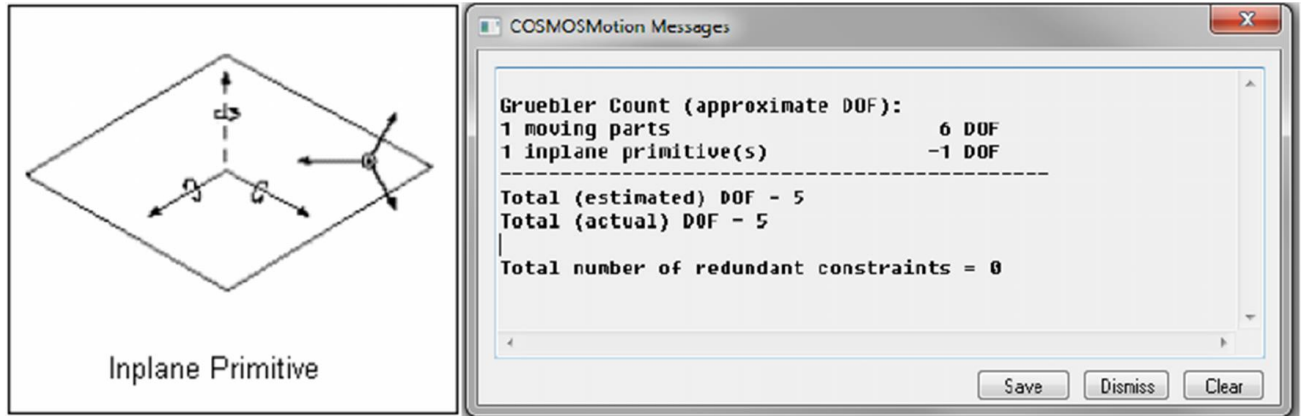 Inplane Primitive
COSMOSMotion Messages
Gruebler Count (approximate DOF):
1 moving parts 6 DOF
1 inplane primitive(s) -1 DOF
--------------------------------------------
Total (estimated) DOF - 5
Total (actual) DOF - 5
Total number of redundant constraints = 0
Save Dismiss Clear